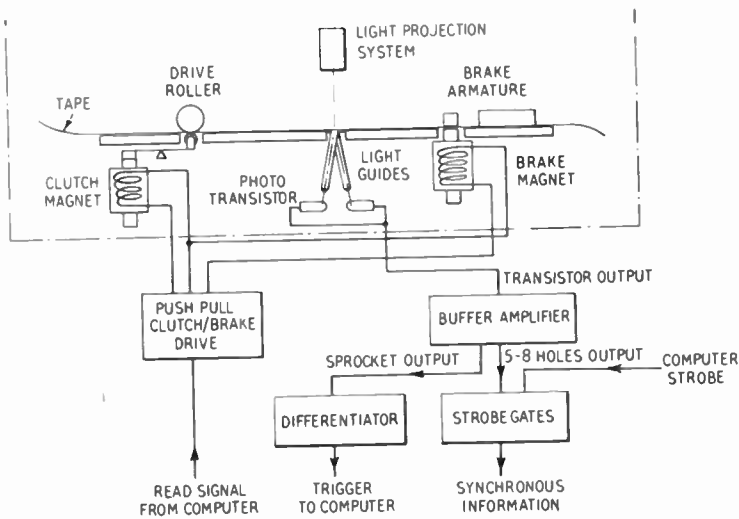 LIGHT PROJECTION
SYSTEM
DRIVE
ROLLER
BRAKE
ARMATURE
TAPE
CLUTCH
MAGNET
PHOTO
TRANSISTOR
LIGHT
GUIDES
BRAKE
MAGNET
TRANSISTOR OUTPUT
PUSH PULL
CLUTCH/BRAKE
DRIVE
BUFFER AMPLIFIER
SPROCKET OUTPUT
5-8 HOLES OUTPUT
COMPUTER
STROBE
DIFFERENTIATOR
STROBE GATES
READ SIGNAL
FROM COMPUTER
TRIGGER
TO COMPUTER
SYNCHRONOUS
INFORMATION